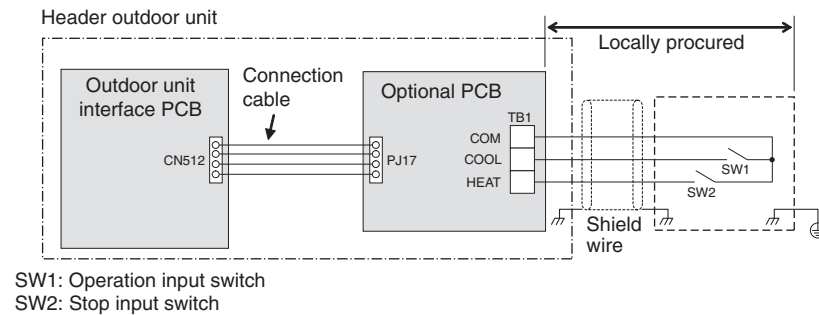 Header outdoor unit
Locally procured
Outdoor unit
interface PCB
Connection
cable
Optional PCB
TB1
COM
CN512
PJ17
COOL
SW1
HEAT
SW2
Shield
wire
SW1: Operation input switch
SW2: Stop input switch